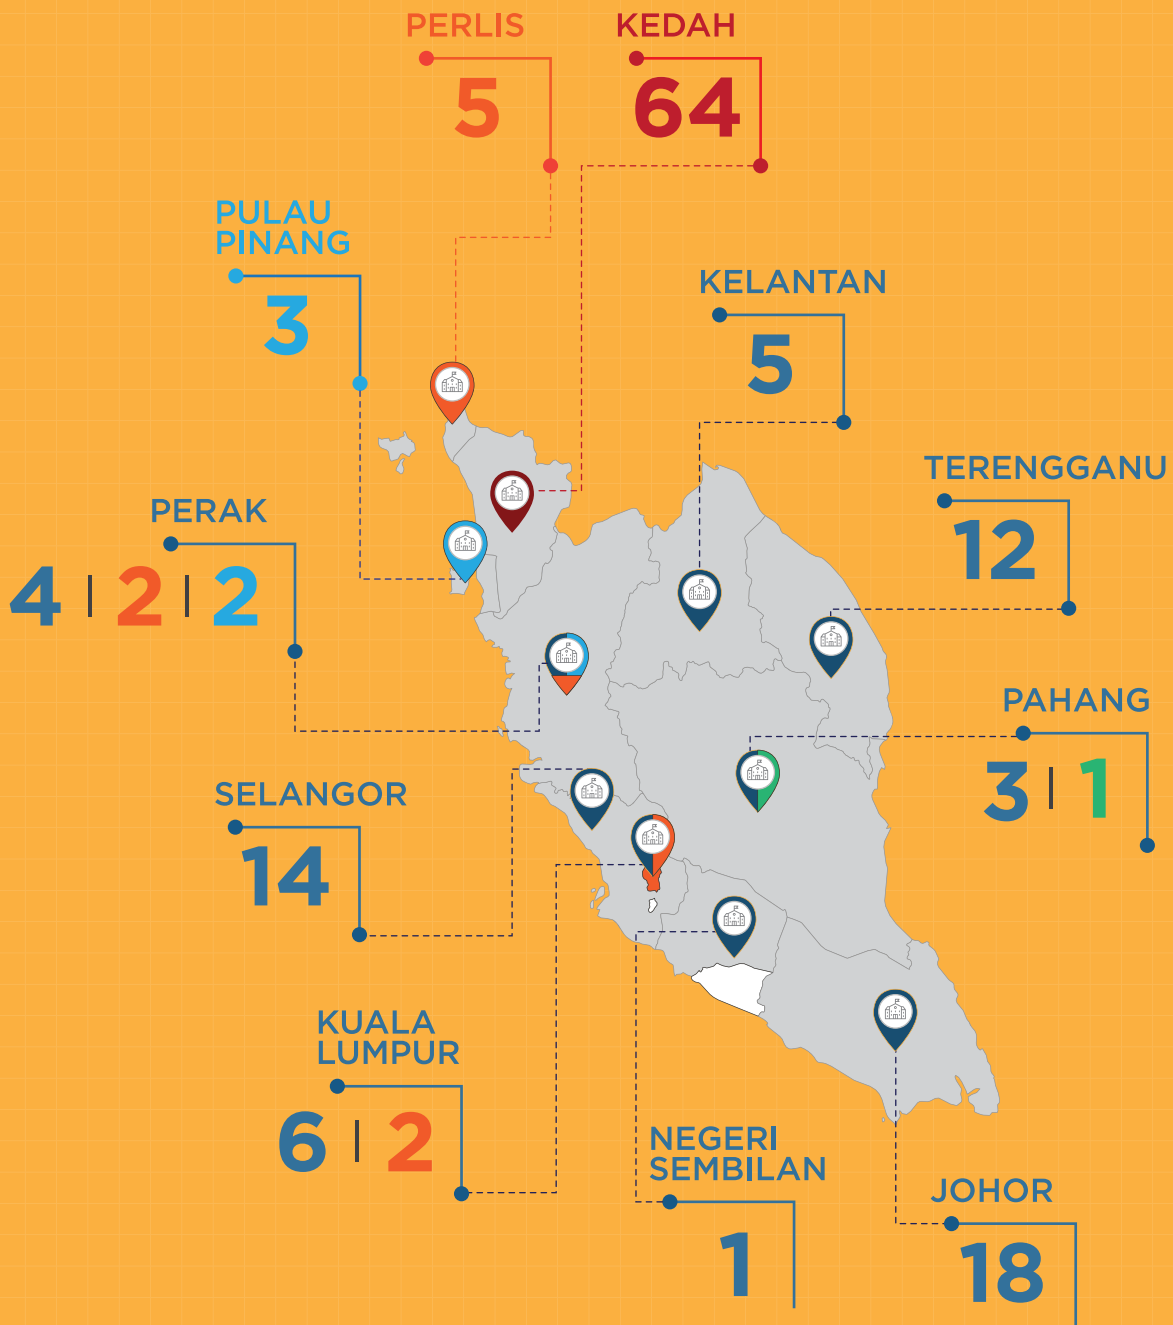 PERLIS
5
KEDAH
64
PULAU
PINANG
3
KELANTAN
5
TERENGGANU
12
PERAK
4 | 2 | 2
PAHANG
3 | 1
SELANGOR
14
KUALA
LUMPUR
6 | 2
NEGERI
SEMBILAN
1
JOHOR
18